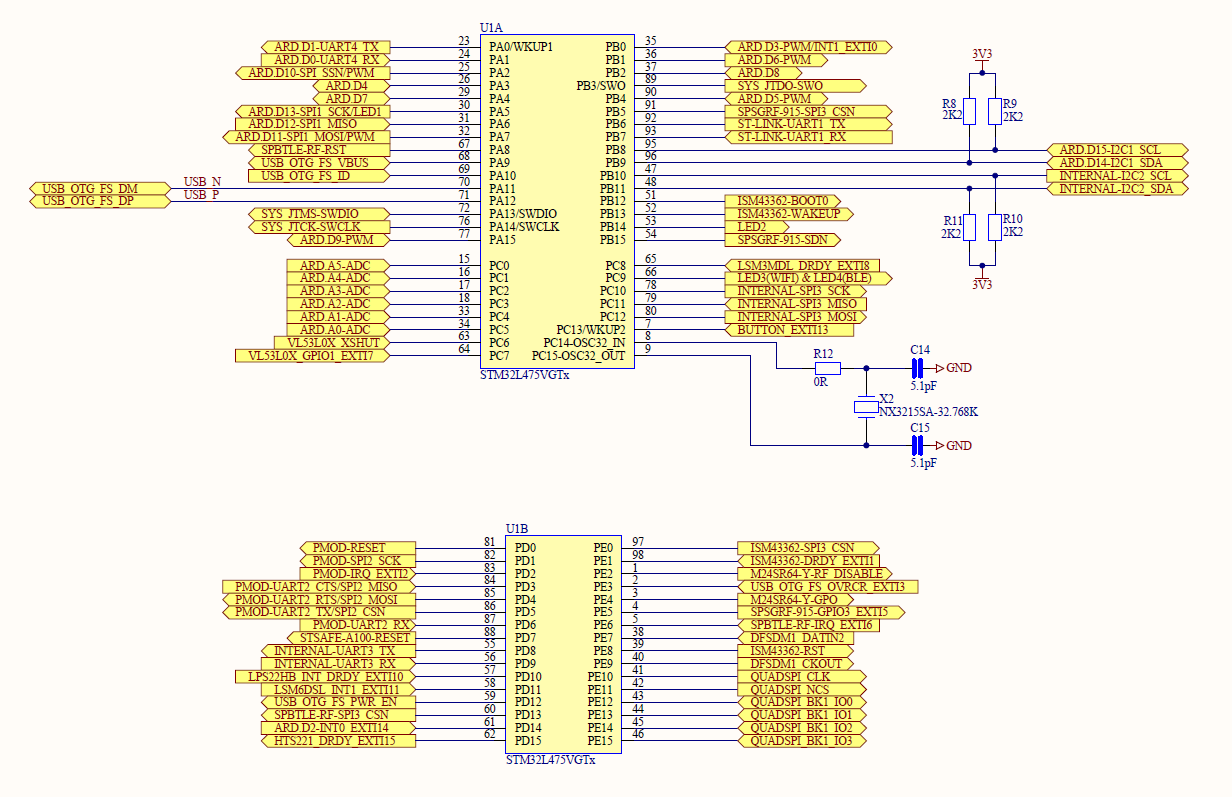 U1A
ARD.D1-UART4_TX 23 PA0/WKUP1 PB0 35 ARD.D3-PWM/INT1_EXTI0
ARD.D0-UART4_RX 24 PA1 PB1 36 ARD.D6-PWM
ARD.D10-SPI_SSN/PWM 25 PA2 PB2 37 ARD.D8
ARD.D4 26 PA3 PB3/SWO 89 SYS_JTDO-SWO
ARD.D7 29 PA4 PB4 90 ARD.D5-PWM
ARD.D13-SPI1_SCK/LED1 30 PA5 PB5 91 SPSGRF-915-SPI3_CSN
ARD.D12-SPI1_MISO 31 PA6 PB6 92 ST-LINK-UART1_TX
ARD.D11-SPI1_MOSI/PWM 32 PA7 PB7 93 ST-LINK-UART1_RX
SPBTLE-RF-RST 67 PA8 PB8 95 ARD.D15-I2C1_SCL
USB_OTG_FS_VBUS 68 PA9 PB9 96 ARD.D14-I2C1_SDA
USB_OTG_FS_ID 69 PA10 PB10 47 INTERNAL-I2C2_SCL
USB_OTG_FS_DM USB_N 70 PA11 PB11 48 INTERNAL-I2C2_SDA
USB_OTG_FS_DP USB_P 71 PA12 PB12 51 ISM43362-BOOT0
SYS_JTMS-SWDIO 72 PA13/SWDIO PB13 52 ISM43362-WAKEUP
SYS_JTCK-SWCLK 76 PA14/SWCLK PB14 53 LED2
ARD.D9-PWM 77 PA15 PB15 54 SPSGRF-915-SDN
ARD.A5-ADC 15 PC0 PC8 65 LSM3MDL_DRDY_EXTI8
ARD.A4-ADC 16 PC1 PC9 66 LED3(WIFI) & LED4(BLE)
ARD.A3-ADC 17 PC2 PC10 78 INTERNAL-SPI3_SCK
ARD.A2-ADC 18 PC3 PC11 79 INTERNAL-SPI3_MISO
ARD.A1-ADC 33 PC4 PC12 80 INTERNAL-SPI3_MOSI
ARD.A0-ADC 34 PC5 PC13/WKUP2 7 BUTTON_EXTI13
VL53L0X_XSHUT 63 PC6 PC14-OSC32_IN 8
VL53L0X_GPIO1_EXTI7 64 PC7 PC15-OSC32_OUT 9
STM32L475VGTx
3V3
R8
2K2
R9
2K2
R11
2K2
R10
2K2
3V3
R12
0R
C14
GND
5.1pF
X2
NX3215SA-32.768K
C15
GND
5.1pF
U1B
PMOD-RESET 81 PD0 PE0 97 ISM43362-SPI3_CSN
PMOD-SPI2_SCK 82 PD1 PE1 98 ISM43362-DRDY_EXTI1
PMOD-IRQ_EXTI2 83 PD2 PE2 1 M24SR64-Y-RF_DISABLE
PMOD-UART2_CTS/SPI2_MISO 84 PD3 PE3 2 USB_OTG_FS_OVRCR_EXTI3
PMOD-UART2_RTS/SPI2_MOSI 85 PD4 PE4 3 M24SR64-Y-GPO
PMOD-UART2_TX/SPI2_CSN 86 PD5 PE5 4 SPSGRF-915-GPIO3_EXTI5
PMOD-UART2_RX 87 PD6 PE6 5 SPBTLE-RF-IRQ_EXTI6
STSAFE-A100-RESET 88 PD7 PE7 38 DFSDM1_DATIN2
INTERNAL-UART3_TX 55 PD8 PE8 39 ISM43362-RST
INTERNAL-UART3_RX 56 PD9 PE9 40 DFSDM1_CKOUT
LPS22HB_INT_DRDY_EXTI10 57 PD10 PE10 41 QUADSPI_CLK
LSM6DSL_INT1_EXTI11 58 PD11 PE11 42 QUADSPI_NCS
USB_OTG_FS_PWR_EN 59 PD12 PE12 43 QUADSPI_BK1_IO0
SPBTLE-RF-SPI3_CSN 60 PD13 PE13 44 QUADSPI_BK1_IO1
ARD.D2-INT0_EXTI14 61 PD14 PE14 45 QUADSPI_BK1_IO2
HTS221_DRDY_EXTI15 62 PD15 PE15 46 QUADSPI_BK1_IO3
STM32L475VGTx